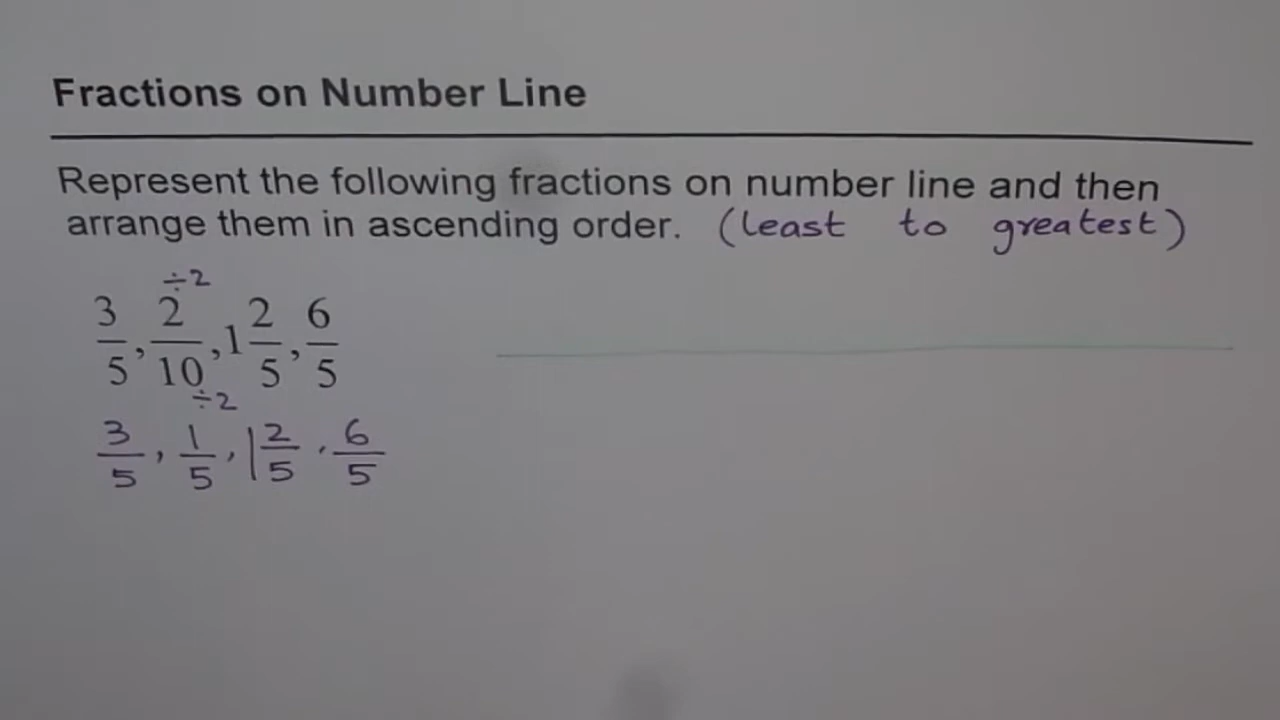 Fractions on Number Line
Represent the following fractions on number line and then
arrange them in ascending order. (least to greatest)
÷2
3/5, 2/10, 1 2/5, 6/5
÷2
3/5, 1/5, 1 2/5, 6/5